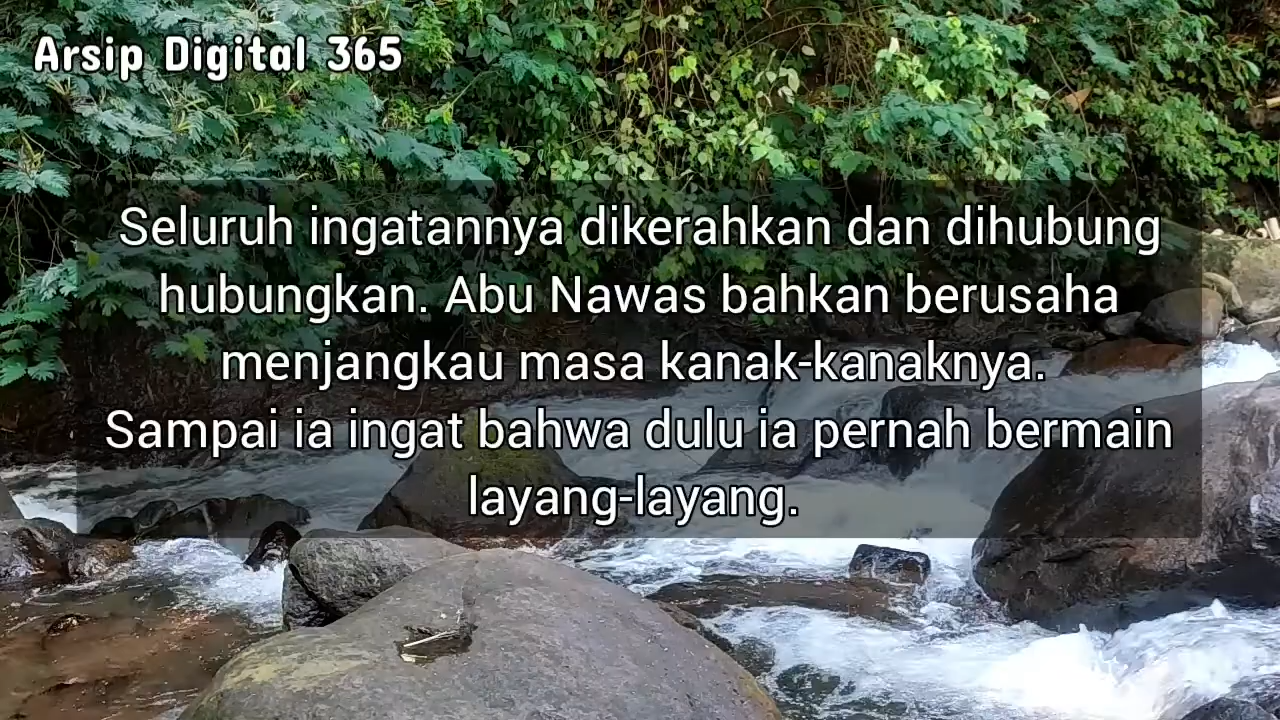 Arsip Digital 365
Seluruh ingatannya dikerahkan dan dihubung
hubungkan. Abu Nawas bahkan berusaha
menjangkau masa kanak-kanaknya.
Sampai ia ingat bahwa dulu ia pernah bermain
layang-layang.